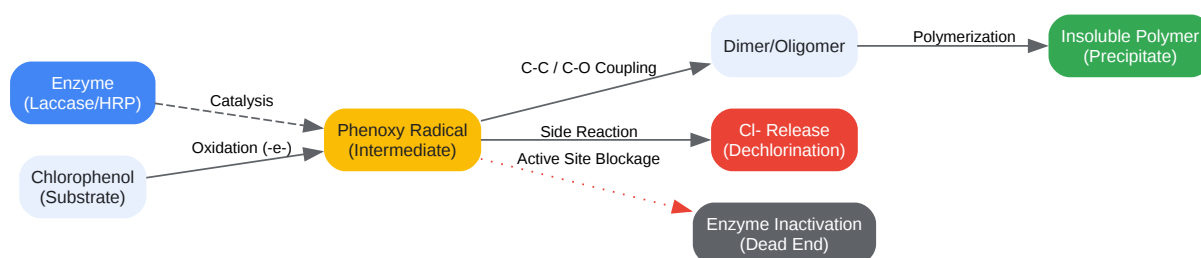 Enzyme
(Laccase/HRP)
Catalysis
Chlorophenol
(Substrate)
Oxidation (-e-)
Phenoxy Radical
(Intermediate)
C-C / C-O Coupling
Dimer/Oligomer
Polymerization
Insoluble Polymer
(Precipitate)
Side Reaction
Cl- Release
(Dechlorination)
Active Site Blockage
Enzyme Inactivation
(Dead End)